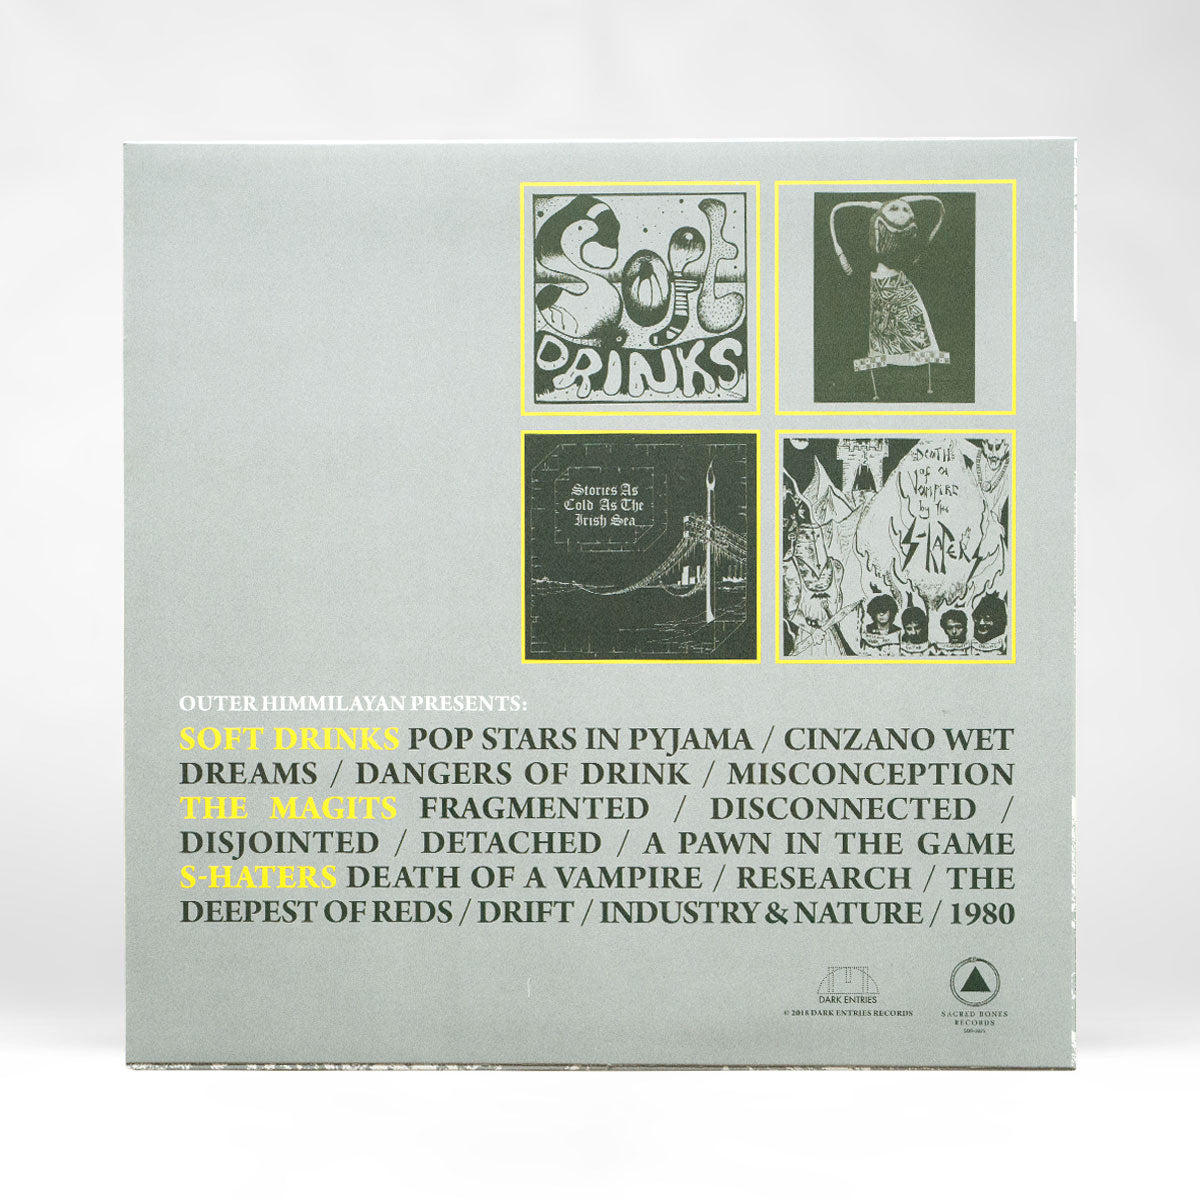 SOFT
DRINKS
Stories As
Cold As The
Irish Sea
DEATH
of a
VAMPIRE
by the
S-HATERS
OUTER HIMMILAYAN PRESENTS:
SOFT DRINKS POP STARS IN PYJAMA / CINZANO WET
DREAMS / DANGERS OF DRINK / MISCONCEPTION
THE MAGITS FRAGMENTED / DISCONNECTED /
DISJOINTED / DETACHED / A PAWN IN THE GAME
S-HATERS DEATH OF A VAMPIRE / RESEARCH / THE
DEEPEST OF REDS / DRIFT / INDUSTRY & NATURE / 1980
DARK ENTRIES
© 2018 DARK ENTRIES RECORDS
SACRED BONES
RECORDS